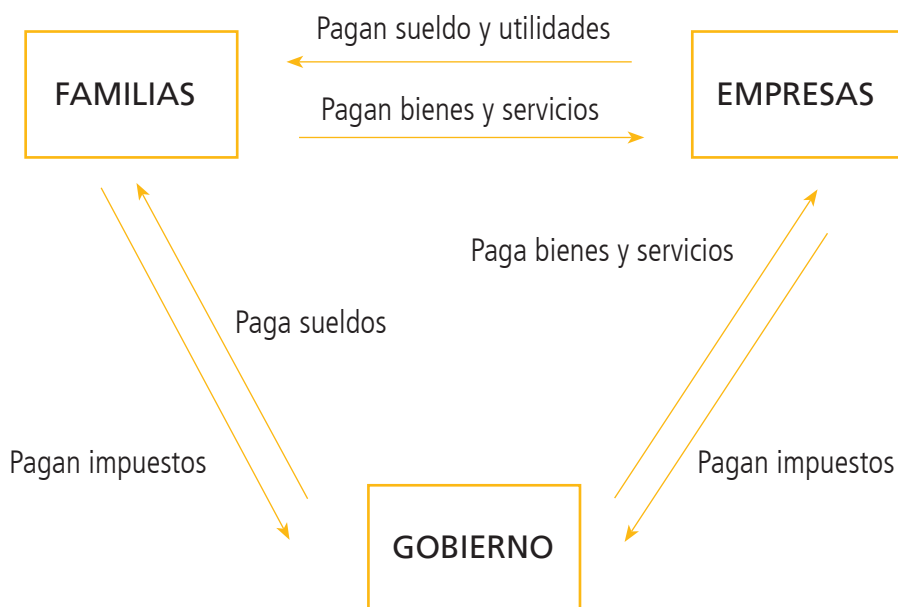 Pagan sueldo y utilidades
FAMILIAS
EMPRESAS
Pagan bienes y servicios
Paga bienes y servicios
Paga sueldos
Pagan impuestos
Pagan impuestos
GOBIERNO